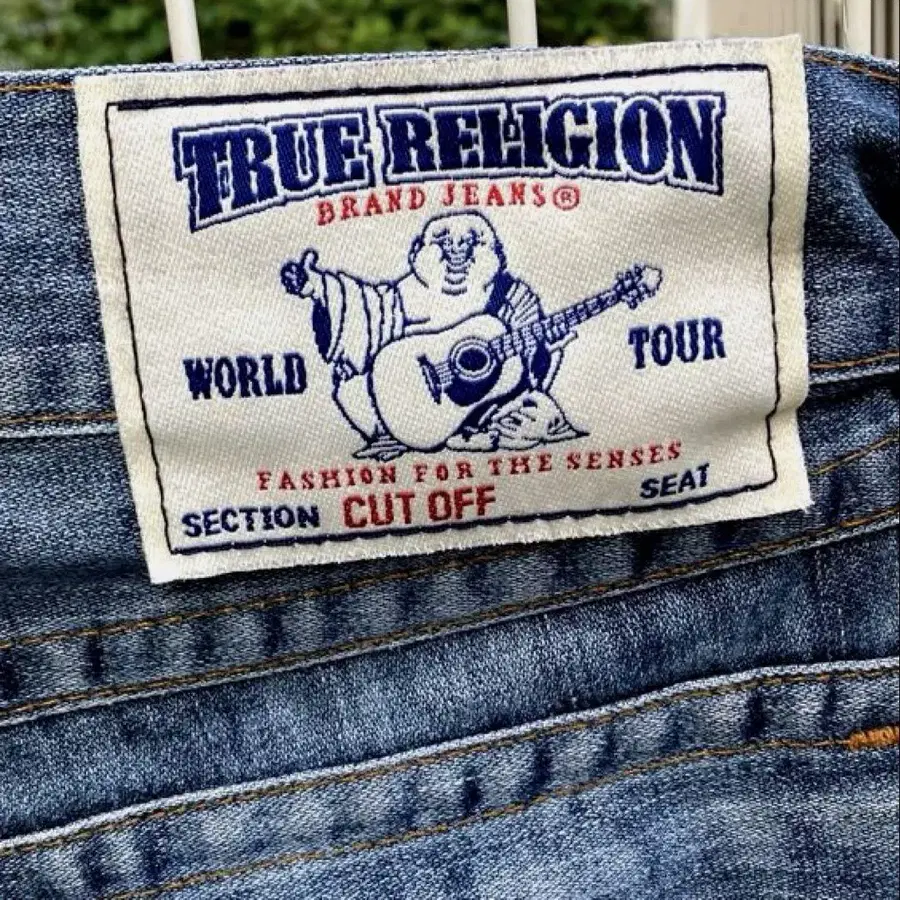 TRUE RELIGION
BRAND JEANS®
WORLD TOUR
FASHION FOR THE SENSES
SECTION CUT OFF SEAT